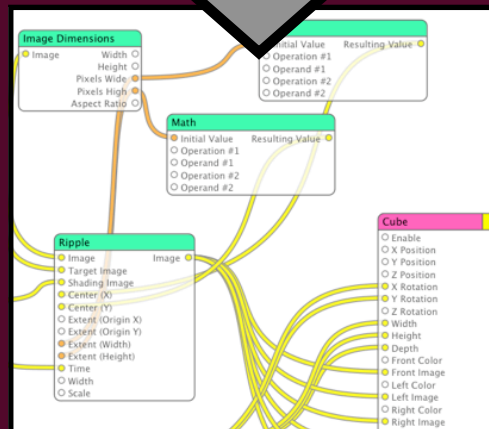 Image Dimensions
Image Width
Height
Pixels Wide
Pixels High
Aspect Ratio
Initial Value Resulting Value
Operation #1
Operand #1
Operation #2
Operand #2
Math
Initial Value Resulting Value
Operation #1
Operand #1
Operation #2
Operand #2
Ripple
Image Image
Target Image
Shading Image
Center (X)
Center (Y)
Extent (Origin X)
Extent (Origin Y)
Extent (Width)
Extent (Height)
Time
Width
Scale
Cube
Enable
X Position
Y Position
Z Position
X Rotation
Y Rotation
Z Rotation
Width
Height
Depth
Front Color
Front Image
Left Color
Left Image
Right Color
Right Image